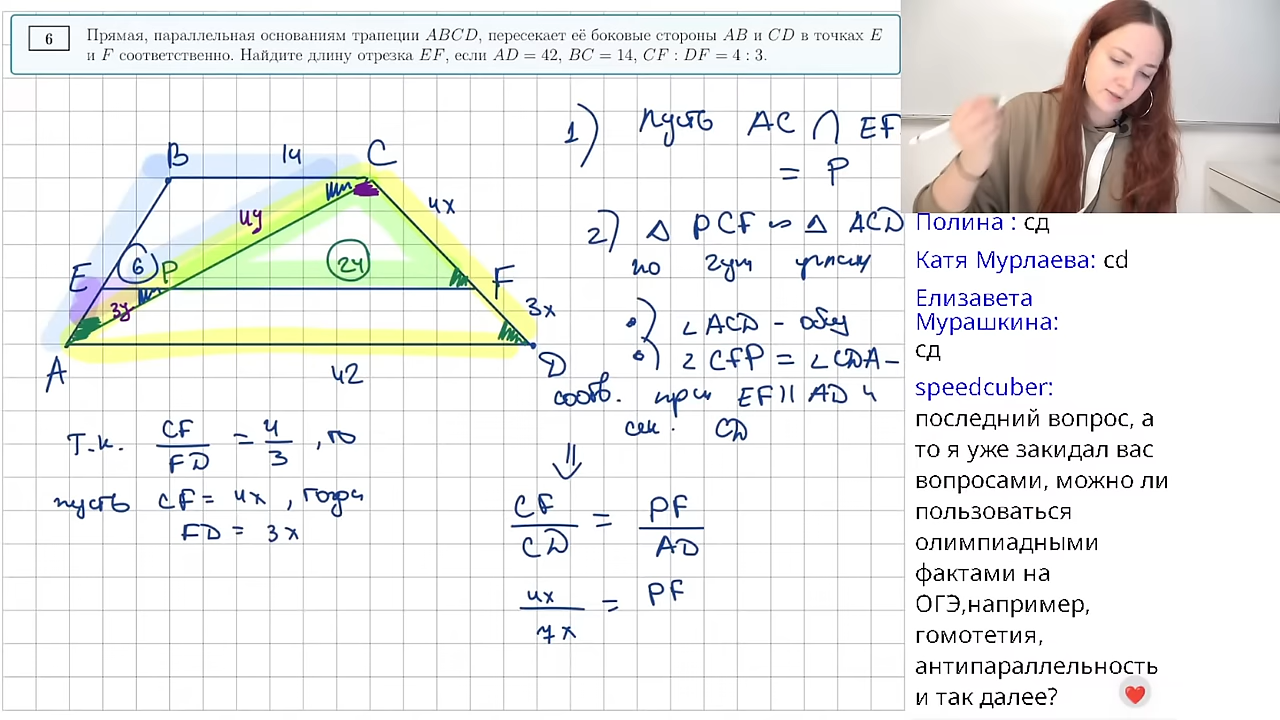 6
Прямая, параллельная основаниям трапеции ABCD, пересекает её боковые стороны AB и CD в точках E
и F соответственно. Найдите длину отрезка EF, если AD = 42, BC = 14, CF : DF = 4 : 3.
B
14
C
4y
4x
E
6
P
24
F
3y
3x
A
42
D
Т.к. CF/FD = 4/3, то
пусть CF = 4x, тогда
FD = 3x
1) Пусть AC ∩ EF
= P
2) △ PCF ∾ △ ACD
по двум углам
•) ∠ ACD - общ
•) ∠ CFP = ∠CDA -
соотв. при EF || AD и
сек. CD
⇓
CF/CD = PF/AD
4x/7x = PF
Полина : сд
Катя Мурлаева: cd
Елизавета
Мурашкина:
сд
speedcuber:
последний вопрос, а
то я уже закидал вас
вопросами, можно ли
пользоваться
олимпиадными
фактами на
ОГЭ,например,
гомотетия,
антипараллельность
и так далее?